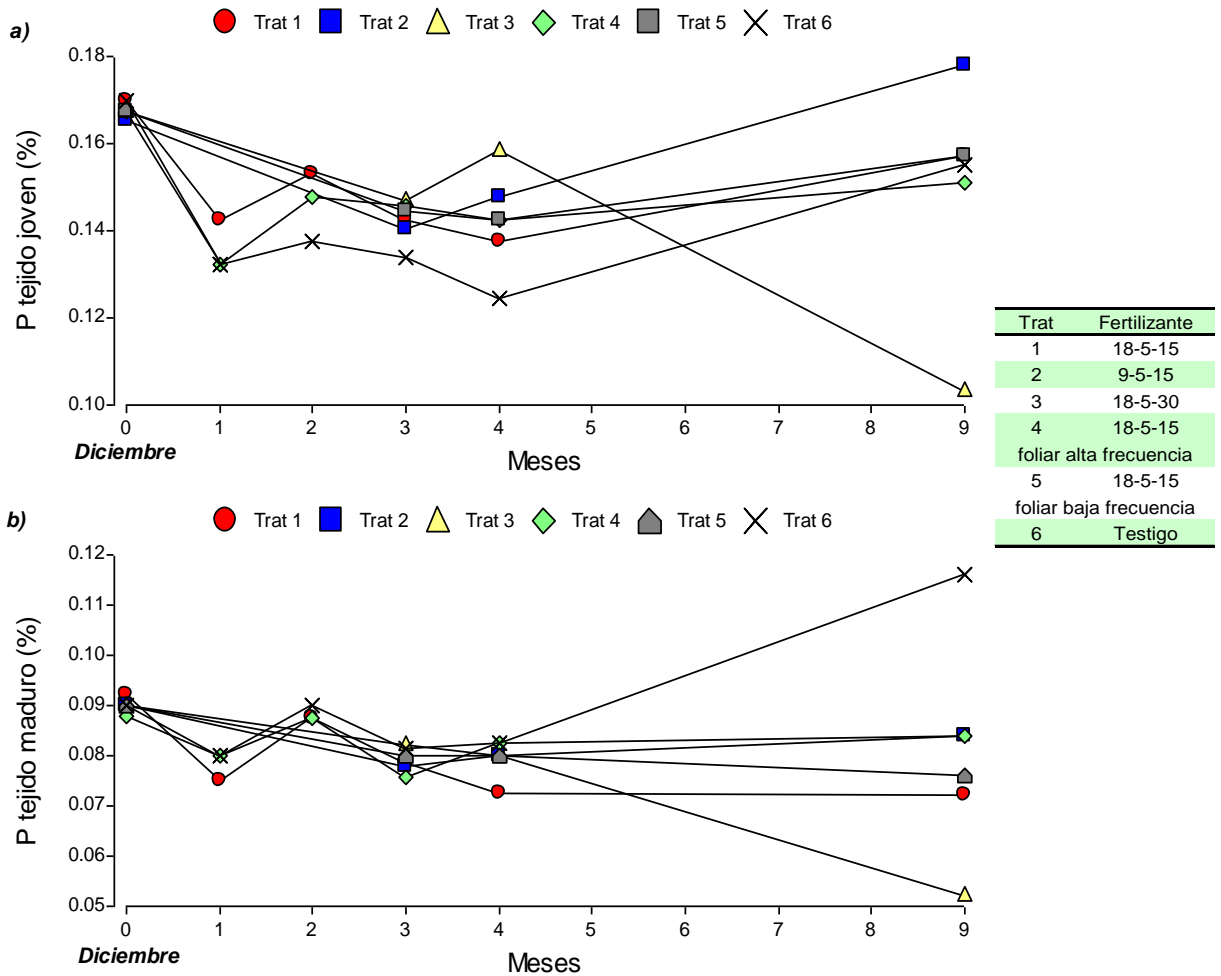 a)
Trat 1 Trat 2 Trat 3 Trat 4 Trat 5 Trat 6
P tejido joven (%)
0.18
0.16
0.14
0.12
0.10
0 1 2 3 4 5 6 7 8 9
Diciembre
Meses
Trat Fertilizante
1 18-5-15
2 9-5-15
3 18-5-30
4 18-5-15
foliar alta frecuencia
5 18-5-15
foliar baja frecuencia
6 Testigo
b)
Trat 1 Trat 2 Trat 3 Trat 4 Trat 5 Trat 6
P tejido maduro (%)
0.12
0.11
0.10
0.09
0.08
0.07
0.06
0.05
0 1 2 3 4 5 6 7 8 9
Diciembre
Meses